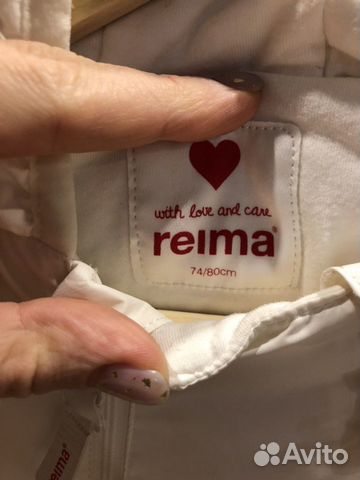 with love and care
reima®
74/80cm
reima
Avito